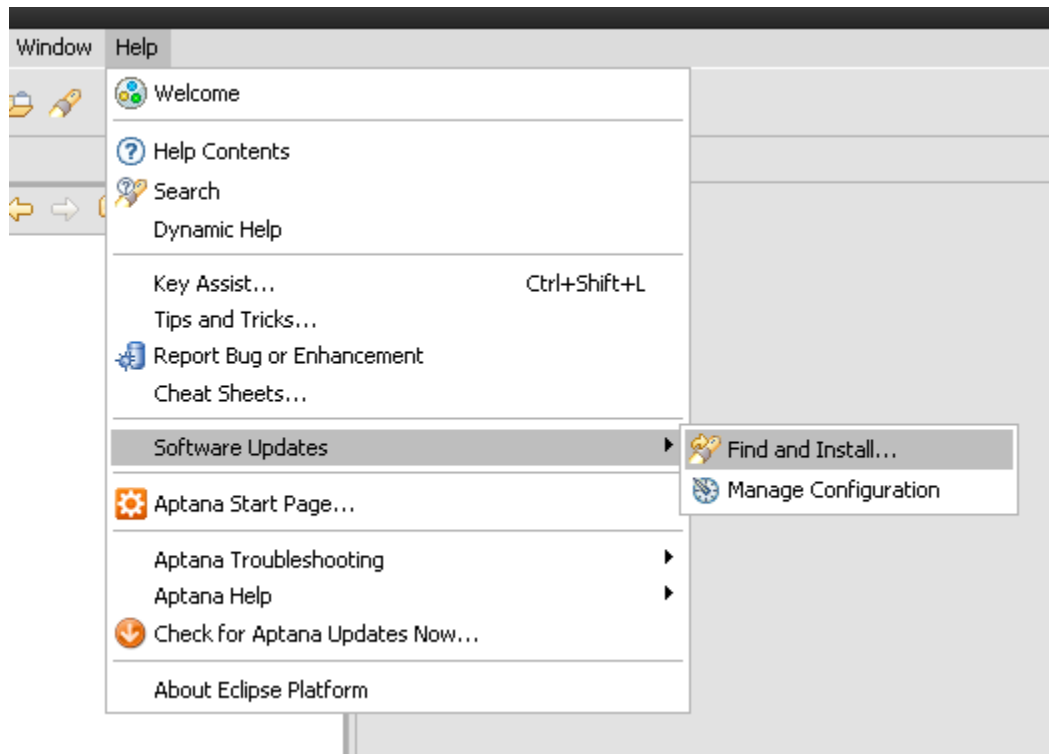 Window Help
Welcome
Help Contents
Search
Dynamic Help
Key Assist... Ctrl+Shift+L
Tips and Tricks...
Report Bug or Enhancement
Cheat Sheets...
Software Updates
Find and Install...
Manage Configuration
Aptana Start Page...
Aptana Troubleshooting
Aptana Help
Check for Aptana Updates Now...
About Eclipse Platform